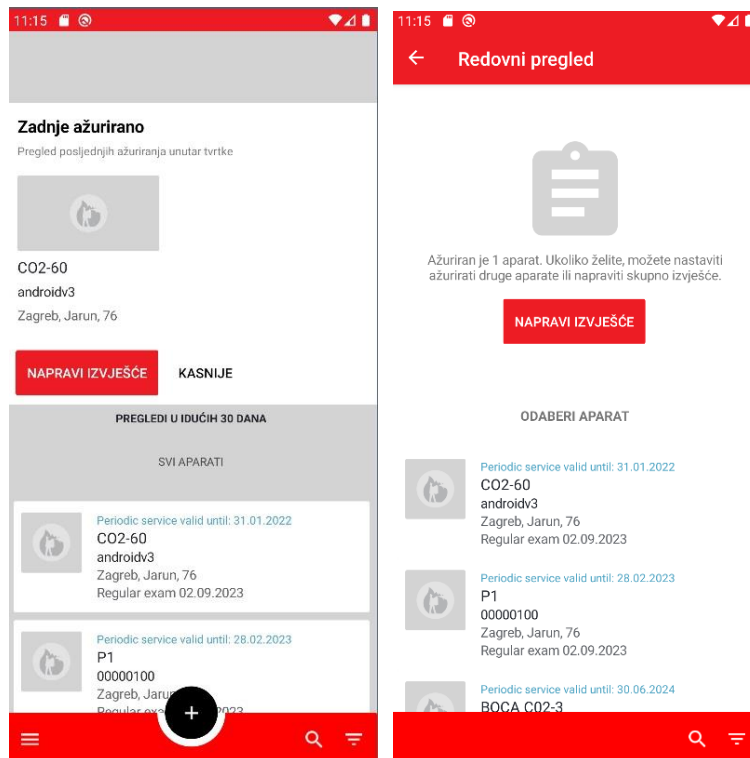 11:15
Zadnje ažurirano
Pregled posljednjih ažuriranja unutar tvrtke
CO2-60
androidv3
Zagreb, Jarun, 76
NAPRAVI IZVJEŠĆE
KASNIJE
PREGLEDI U IDUĆIH 30 DANA
SVI APARATI
Periodic service valid until: 31.01.2022
CO2-60
androidv3
Zagreb, Jarun, 76
Regular exam 02.09.2023
Periodic service valid until: 28.02.2023
P1
00000100
Zagreb, Jarun
Regular exam 2023
11:15
Redovni pregled
Ažuriran je 1 aparat. Ukoliko želite, možete nastaviti
ažurirati druge aparate ili napraviti skupno izvješće.
NAPRAVI IZVJEŠĆE
ODABERI APARAT
Periodic service valid until: 31.01.2022
CO2-60
androidv3
Zagreb, Jarun, 76
Regular exam 02.09.2023
Periodic service valid until: 28.02.2023
P1
00000100
Zagreb, Jarun, 76
Regular exam 02.09.2023
Periodic service valid until: 30.06.2024
BOCA C02-3